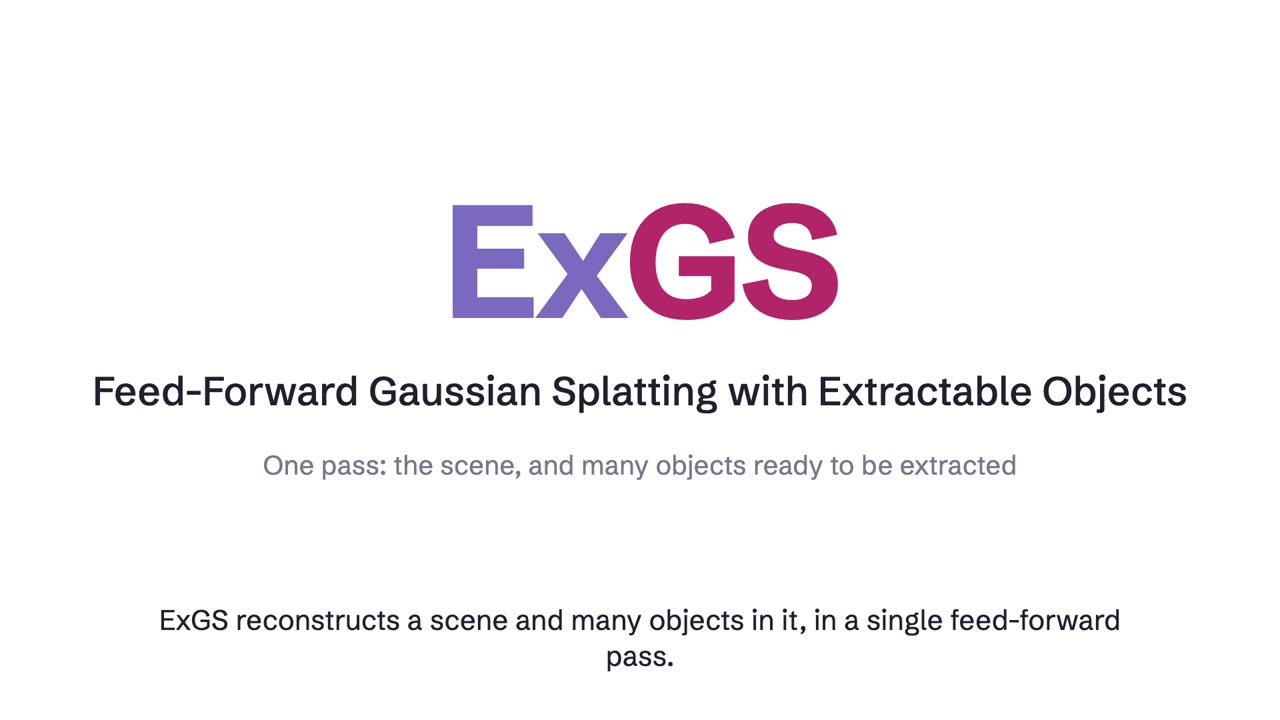 ExGS
Feed-Forward Gaussian Splatting with Extractable Objects
One pass: the scene, and many objects ready to be extracted
ExGS reconstructs a scene and many objects in it, in a single feed-forward
pass.